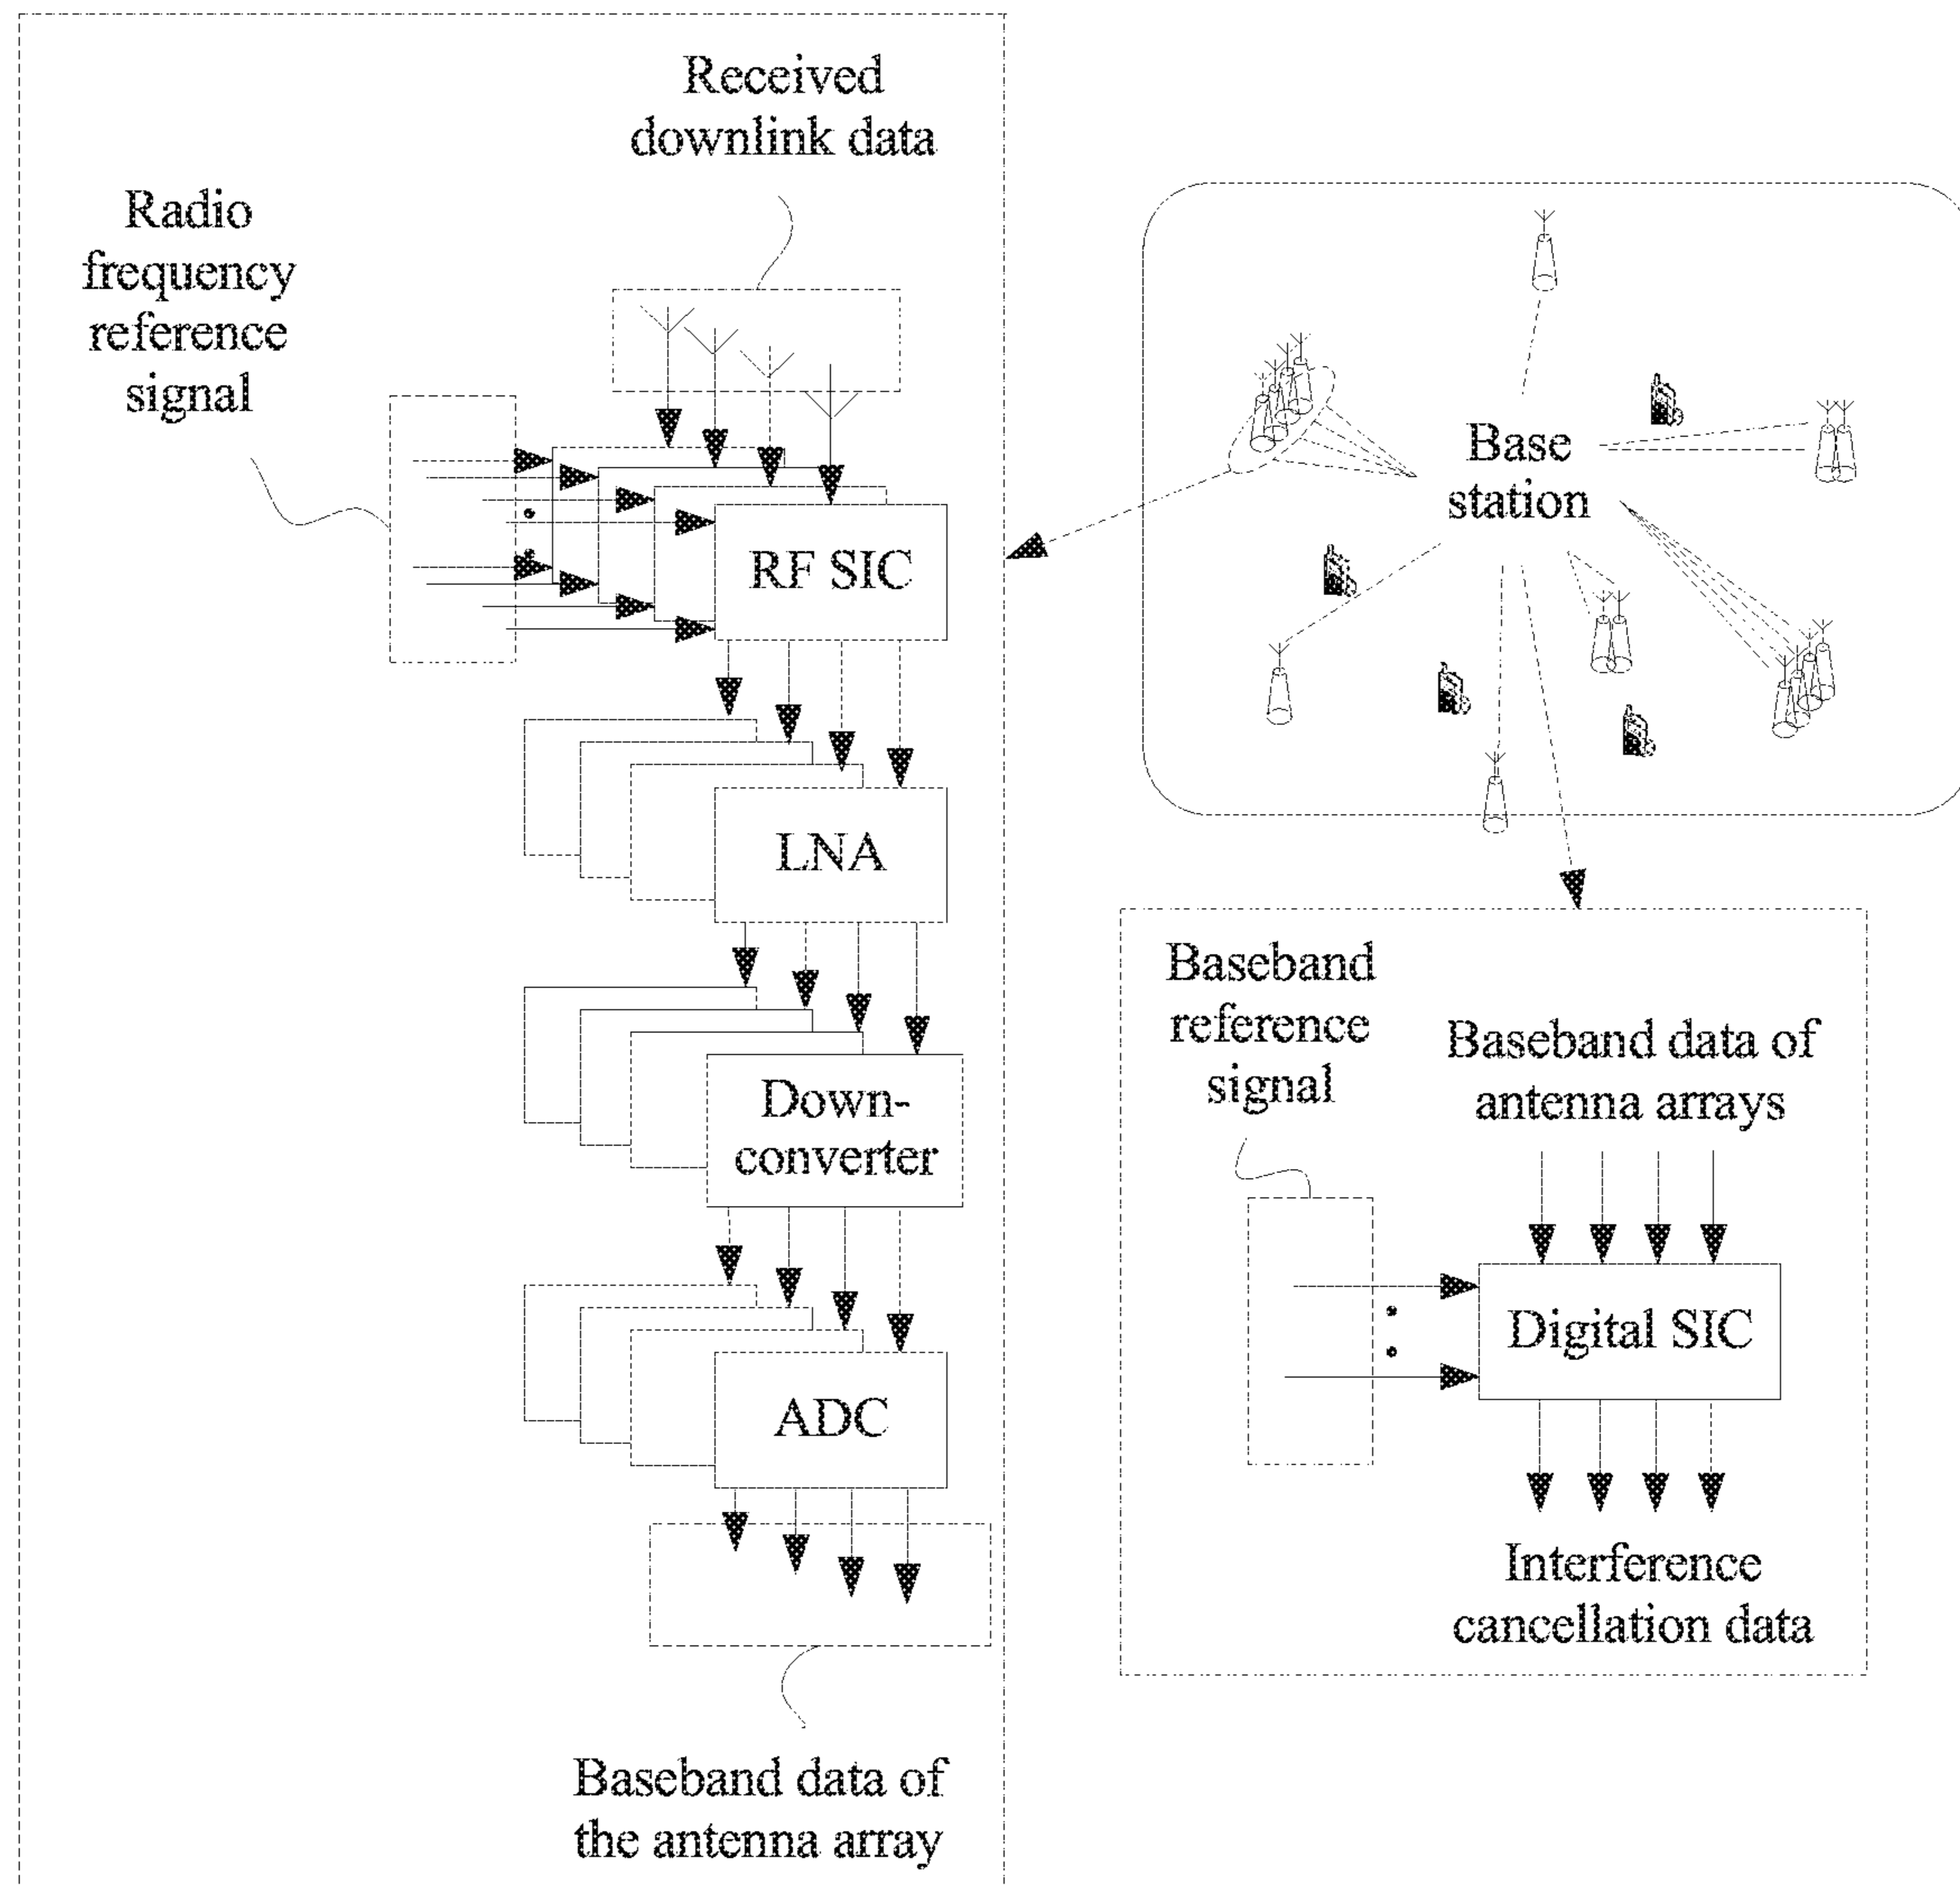 Received
downlink data
Radio
frequency
reference
signal
RF SIC
LNA
Down-
converter
ADC
Baseband data of
the antenna array
Base
station
Baseband
reference
signal
Baseband data of
antenna arrays
Digital SIC
Interference
cancellation data